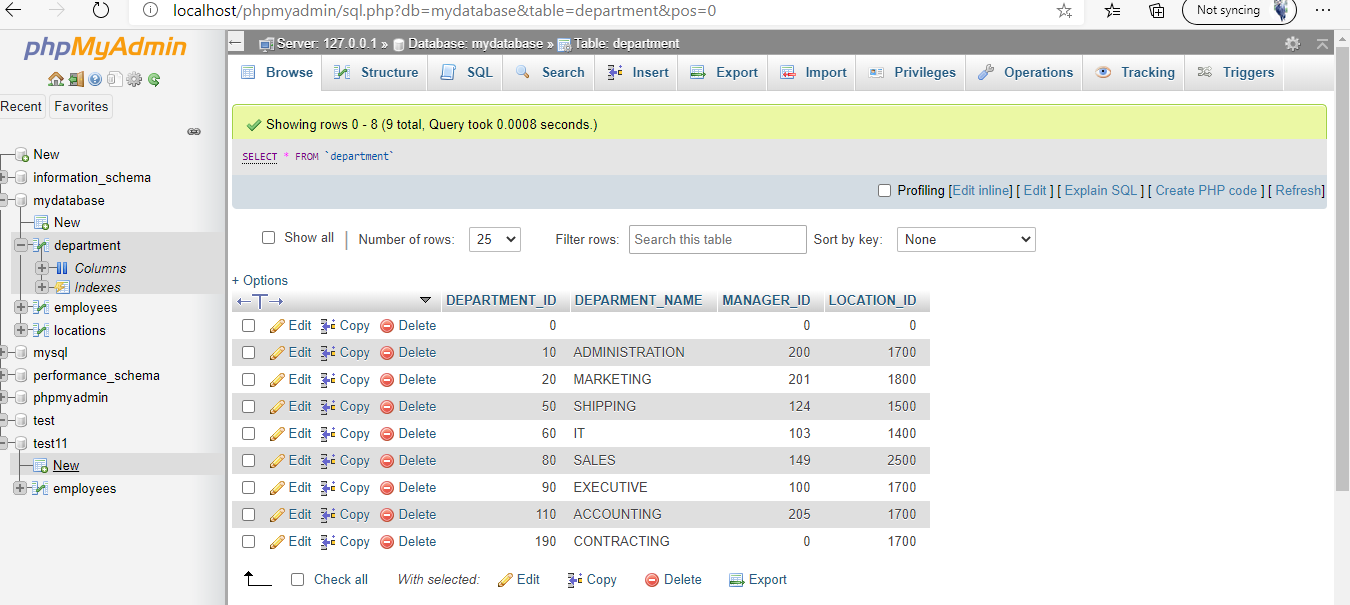 localhost/phpmyadmin/sql.php?db=mydatabase&table=department&pos=0
Not syncing
phpMyAdmin
Recent Favorites
New
information_schema
mydatabase
New
department
Columns
Indexes
employees
locations
mysql
performance_schema
phpmyadmin
test
test11
New
employees
Server: 127.0.0.1 » Database: mydatabase » Table: department
Browse Structure SQL Search Insert Export Import Privileges Operations Tracking Triggers
Showing rows 0 - 8 (9 total, Query took 0.0008 seconds.)
SELECT * FROM `department`
Profiling [Edit inline] [ Edit ] [ Explain SQL ] [ Create PHP code ] [ Refresh]
Show all | Number of rows: 25 Filter rows: Search this table Sort by key: None
+ Options
←T→ DEPARTMENT_ID DEPARMENT_NAME MANAGER_ID LOCATION_ID
Edit Copy Delete 0 0 0
Edit Copy Delete 10 ADMINISTRATION 200 1700
Edit Copy Delete 20 MARKETING 201 1800
Edit Copy Delete 50 SHIPPING 124 1500
Edit Copy Delete 60 IT 103 1400
Edit Copy Delete 80 SALES 149 2500
Edit Copy Delete 90 EXECUTIVE 100 1700
Edit Copy Delete 110 ACCOUNTING 205 1700
Edit Copy Delete 190 CONTRACTING 0 1700
Check all With selected: Edit Copy Delete Export